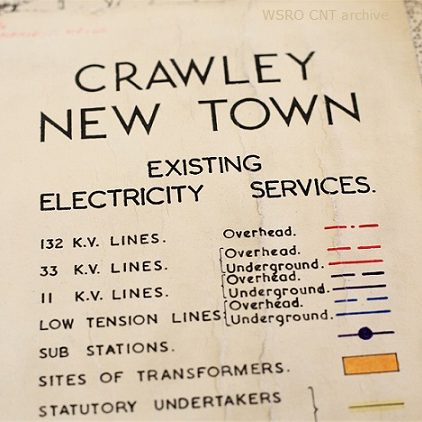 WSRO CNT archive
CRAWLEY
NEW TOWN
EXISTING
ELECTRICITY SERVICES.
132 K.V. LINES. Overhead.
33 K.V. LINES. Overhead.
Underground.
11 K.V. LINES. Overhead.
Underground.
LOW TENSION LINES Overhead.
Underground.
SUB STATIONS.
SITES OF TRANSFORMERS.
STATUTORY UNDERTAKERS